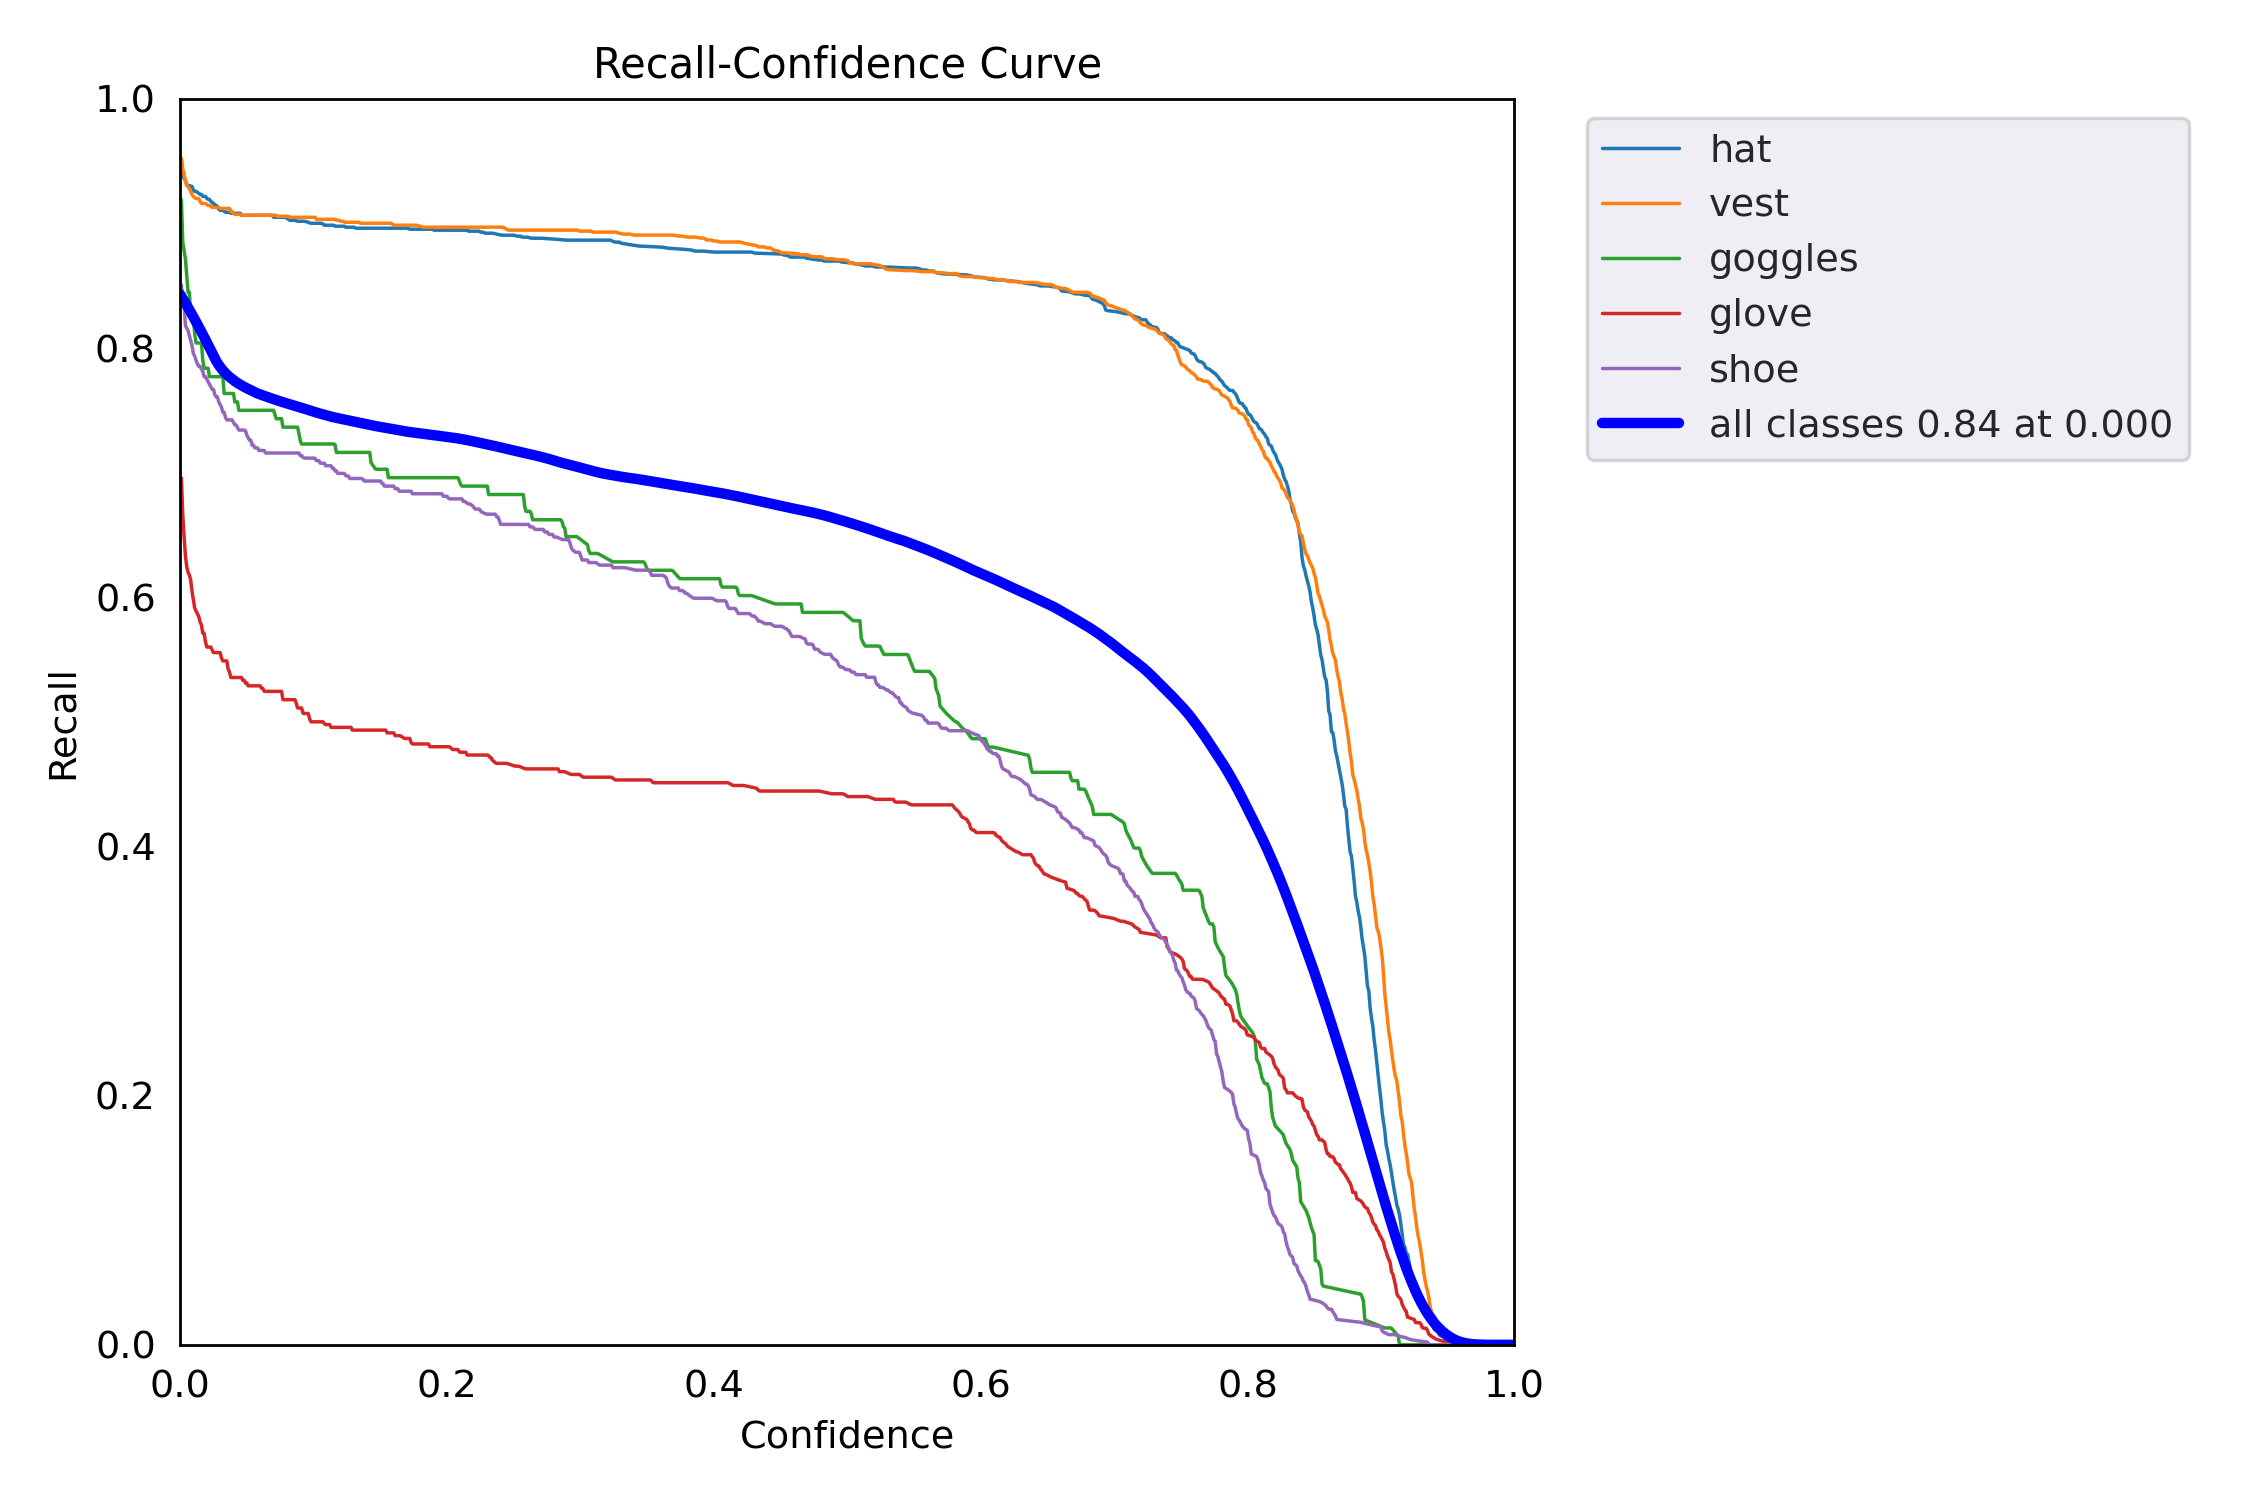 Recall-Confidence Curve
1.0
0.8
0.6
0.4
0.2
0.0
Recall
0.0 0.2 0.4 0.6 0.8 1.0
Confidence
hat
vest
goggles
glove
shoe
all classes 0.84 at 0.000